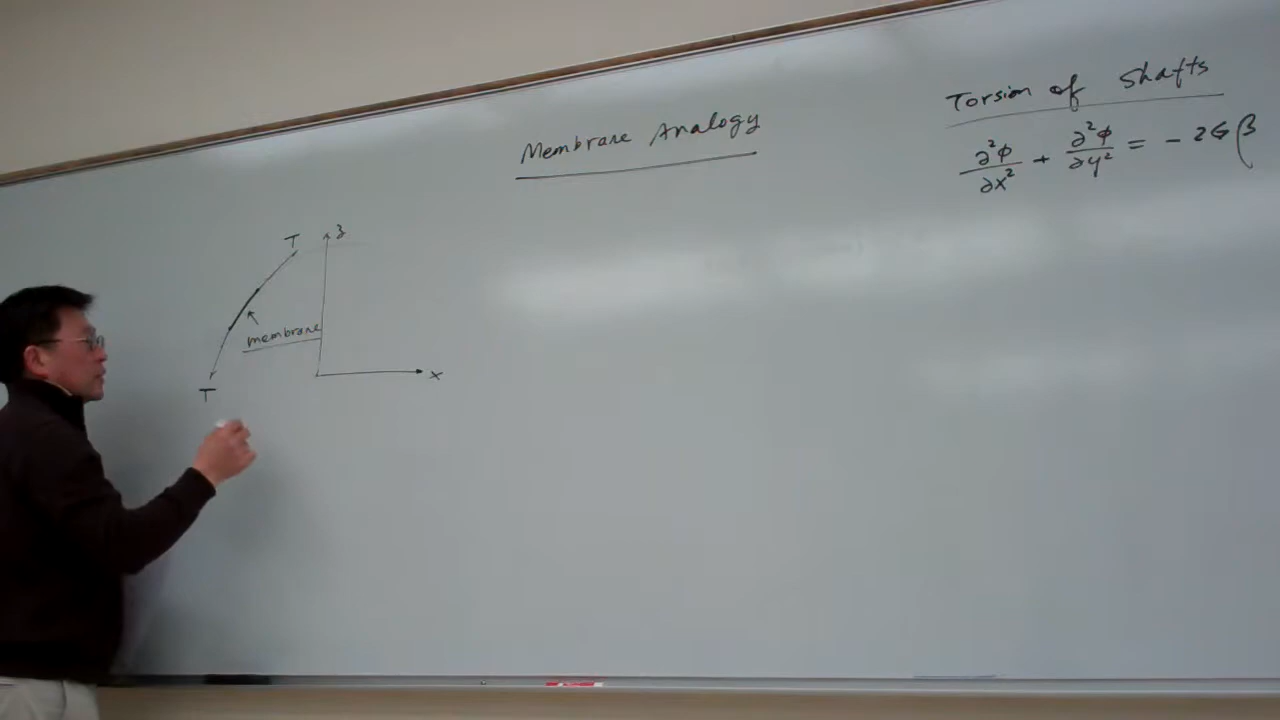 Torsion of Shafts
Membrane Analogy
∂²φ/∂x² + ∂²φ/∂y² = - 2Gβ
T
z
membrane
x
T